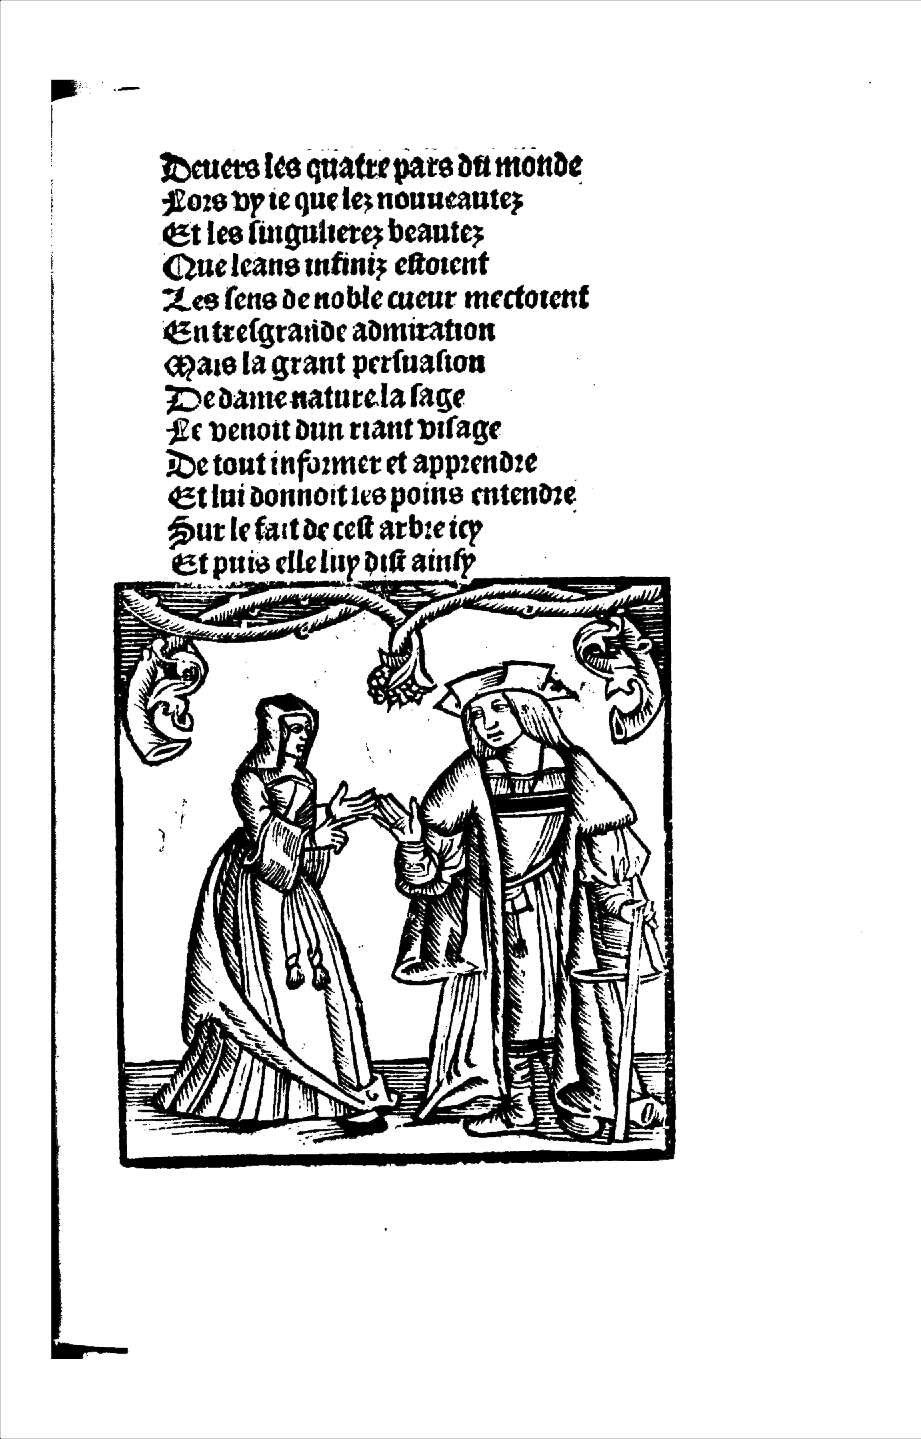 Deuers les quatre pars du monde
Lors vy ie que lez nouueautez
Et les singulierez beautez
Que leans infiniz estoient
Les sens de noble cueur mectoient
En tresgrande admiration
Mais la grant persuasion
De dame nature la sage
Le venoit dun riant visage
De tout informer et apprendre
Et lui donnoit les poins entendre
Sur le fait de cest arbre icy
Et puis elle luy dist ainsy